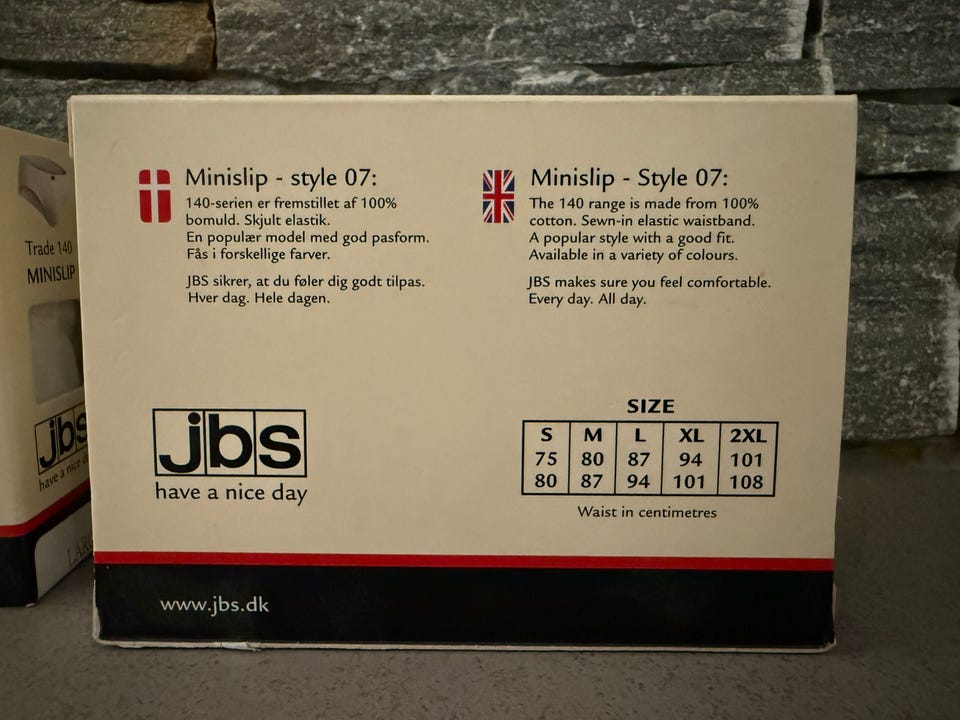 Minislip - style 07:
140-serien er fremstillet af 100%
bomuld. Skjult elastik.
En populær model med god pasform.
Fås i forskellige farver.
JBS sikrer, at du føler dig godt tilpas.
Hver dag. Hele dagen.
Minislip - Style 07:
The 140 range is made from 100%
cotton. Sewn-in elastic waistband.
A popular style with a good fit.
Available in a variety of colours.
JBS makes sure you feel comfortable.
Every day. All day.
jbs
have a nice day
SIZE
S M L XL 2XL
75 80 87 94 101
80 87 94 101 108
Waist in centimetres
www.jbs.dk
Trade 140
MINISLIP
jbs
have a nice